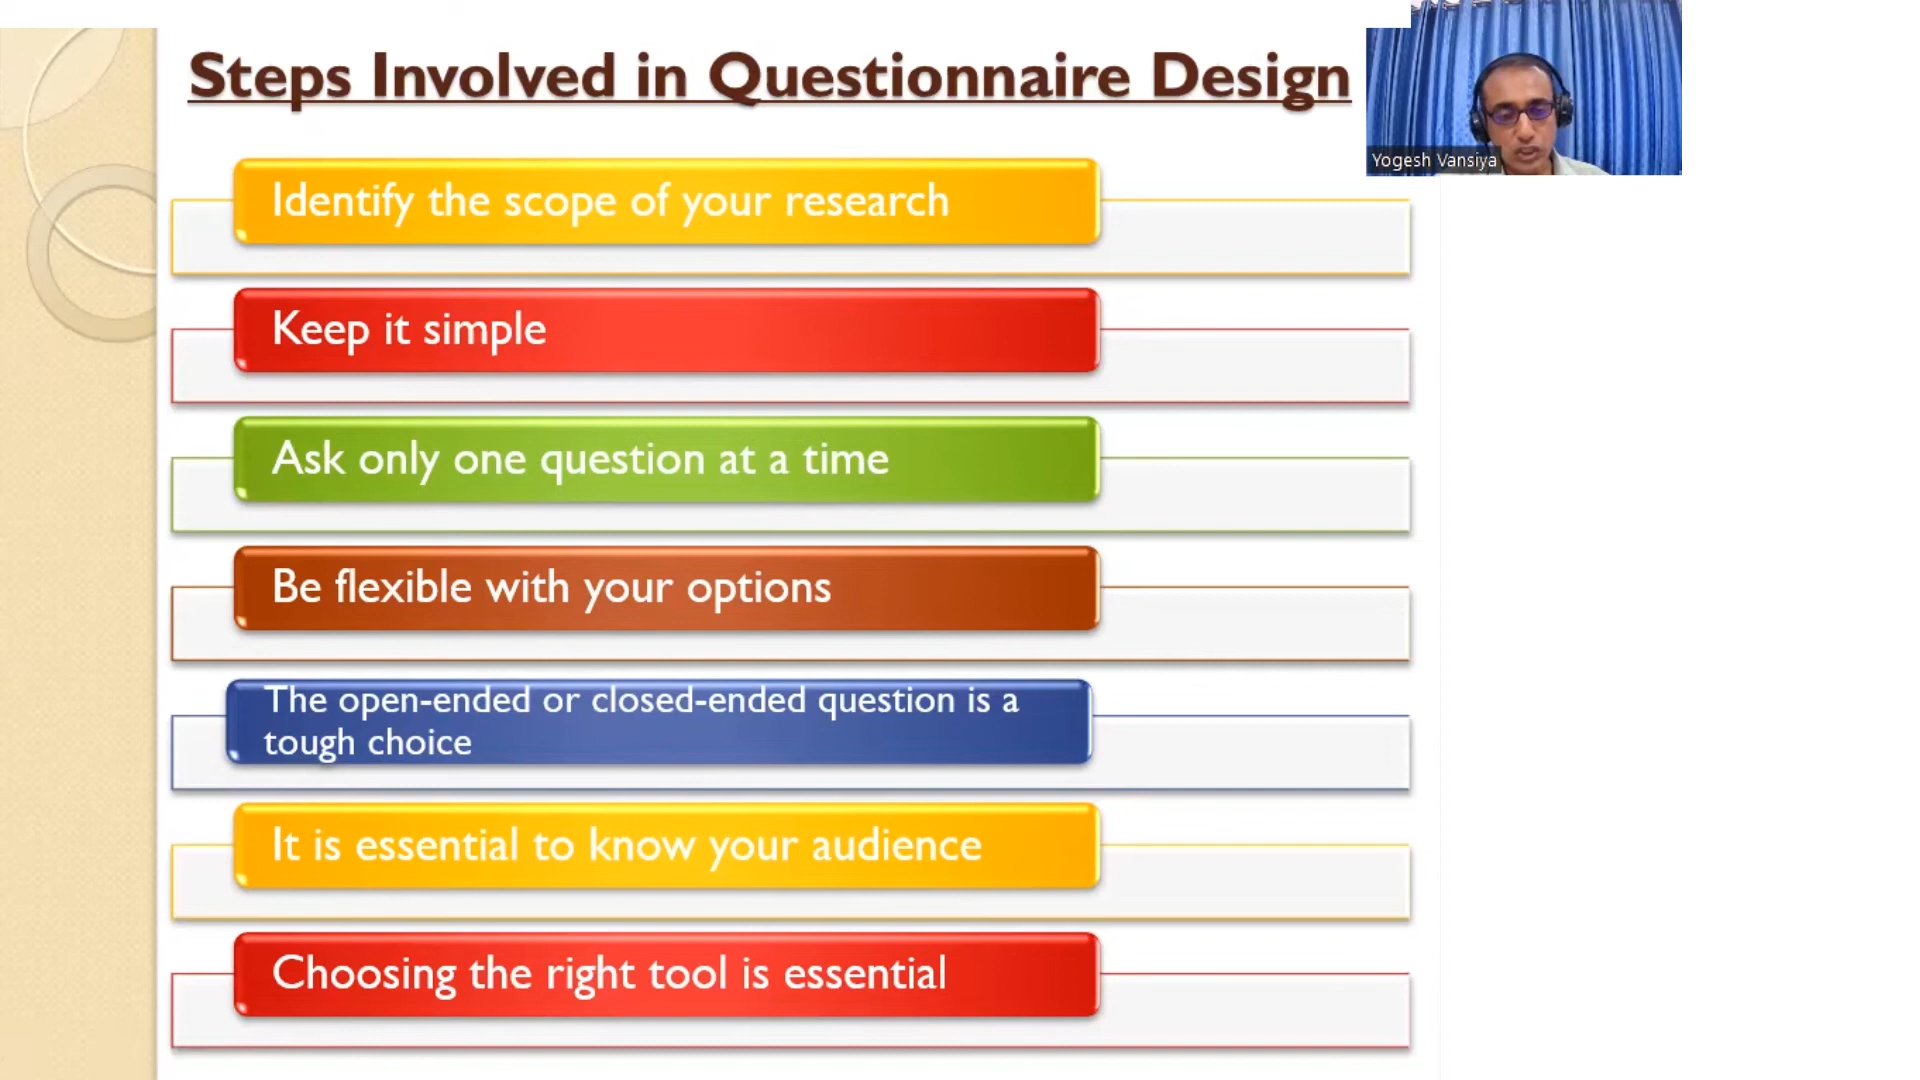 Steps Involved in Questionnaire Design
Yogesh Vansiya
Identify the scope of your research
Keep it simple
Ask only one question at a time
Be flexible with your options
The open-ended or closed-ended question is a
tough choice
It is essential to know your audience
Choosing the right tool is essential